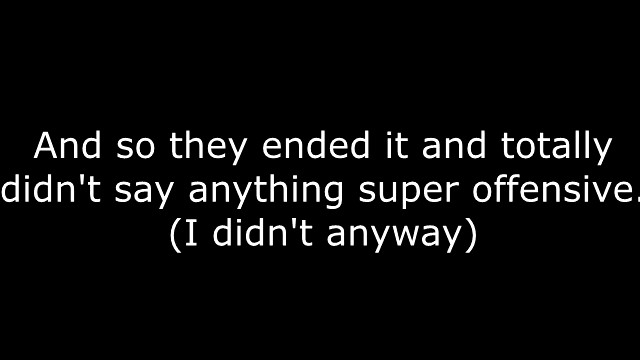 And so they ended it and totally
didn't say anything super offensive.
(I didn't anyway)